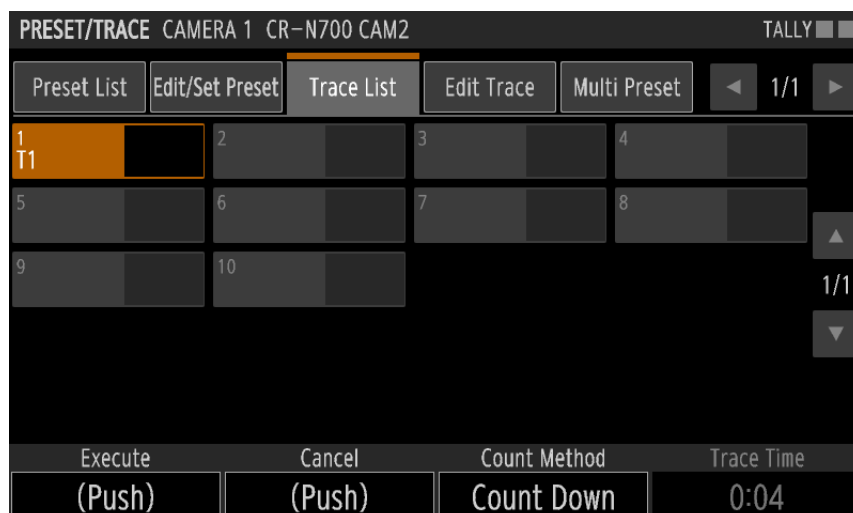 PRESET/TRACE CAMERA 1 CR-N700 CAM2 TALLY
Preset List Edit/Set Preset Trace List Edit Trace Multi Preset 1/1
1 2 3 4
T1
5 6 7 8
9 10
1/1
Execute Cancel Count Method Trace Time
(Push) (Push) Count Down 0:04